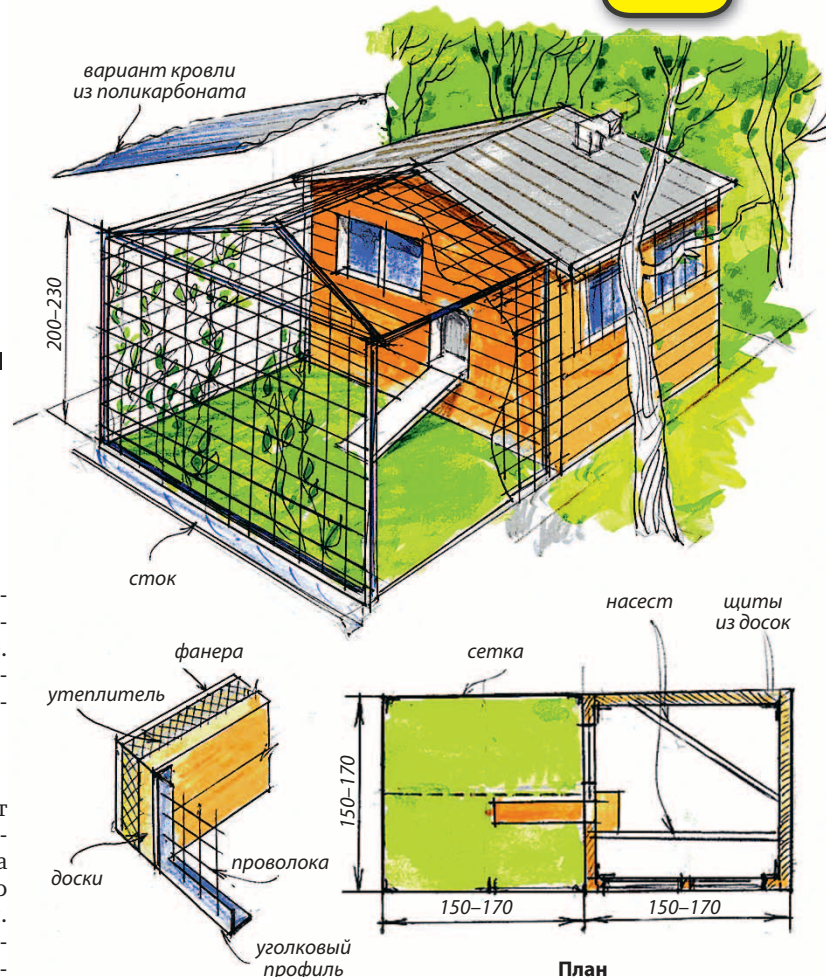 вариант кровли
из поликарбоната
200–230
сток
фанера
утеплитель
доски
проволока
уголковый
профиль
сетка
насест
щиты
из досок
150–170
150–170
150–170
План
т
а
о